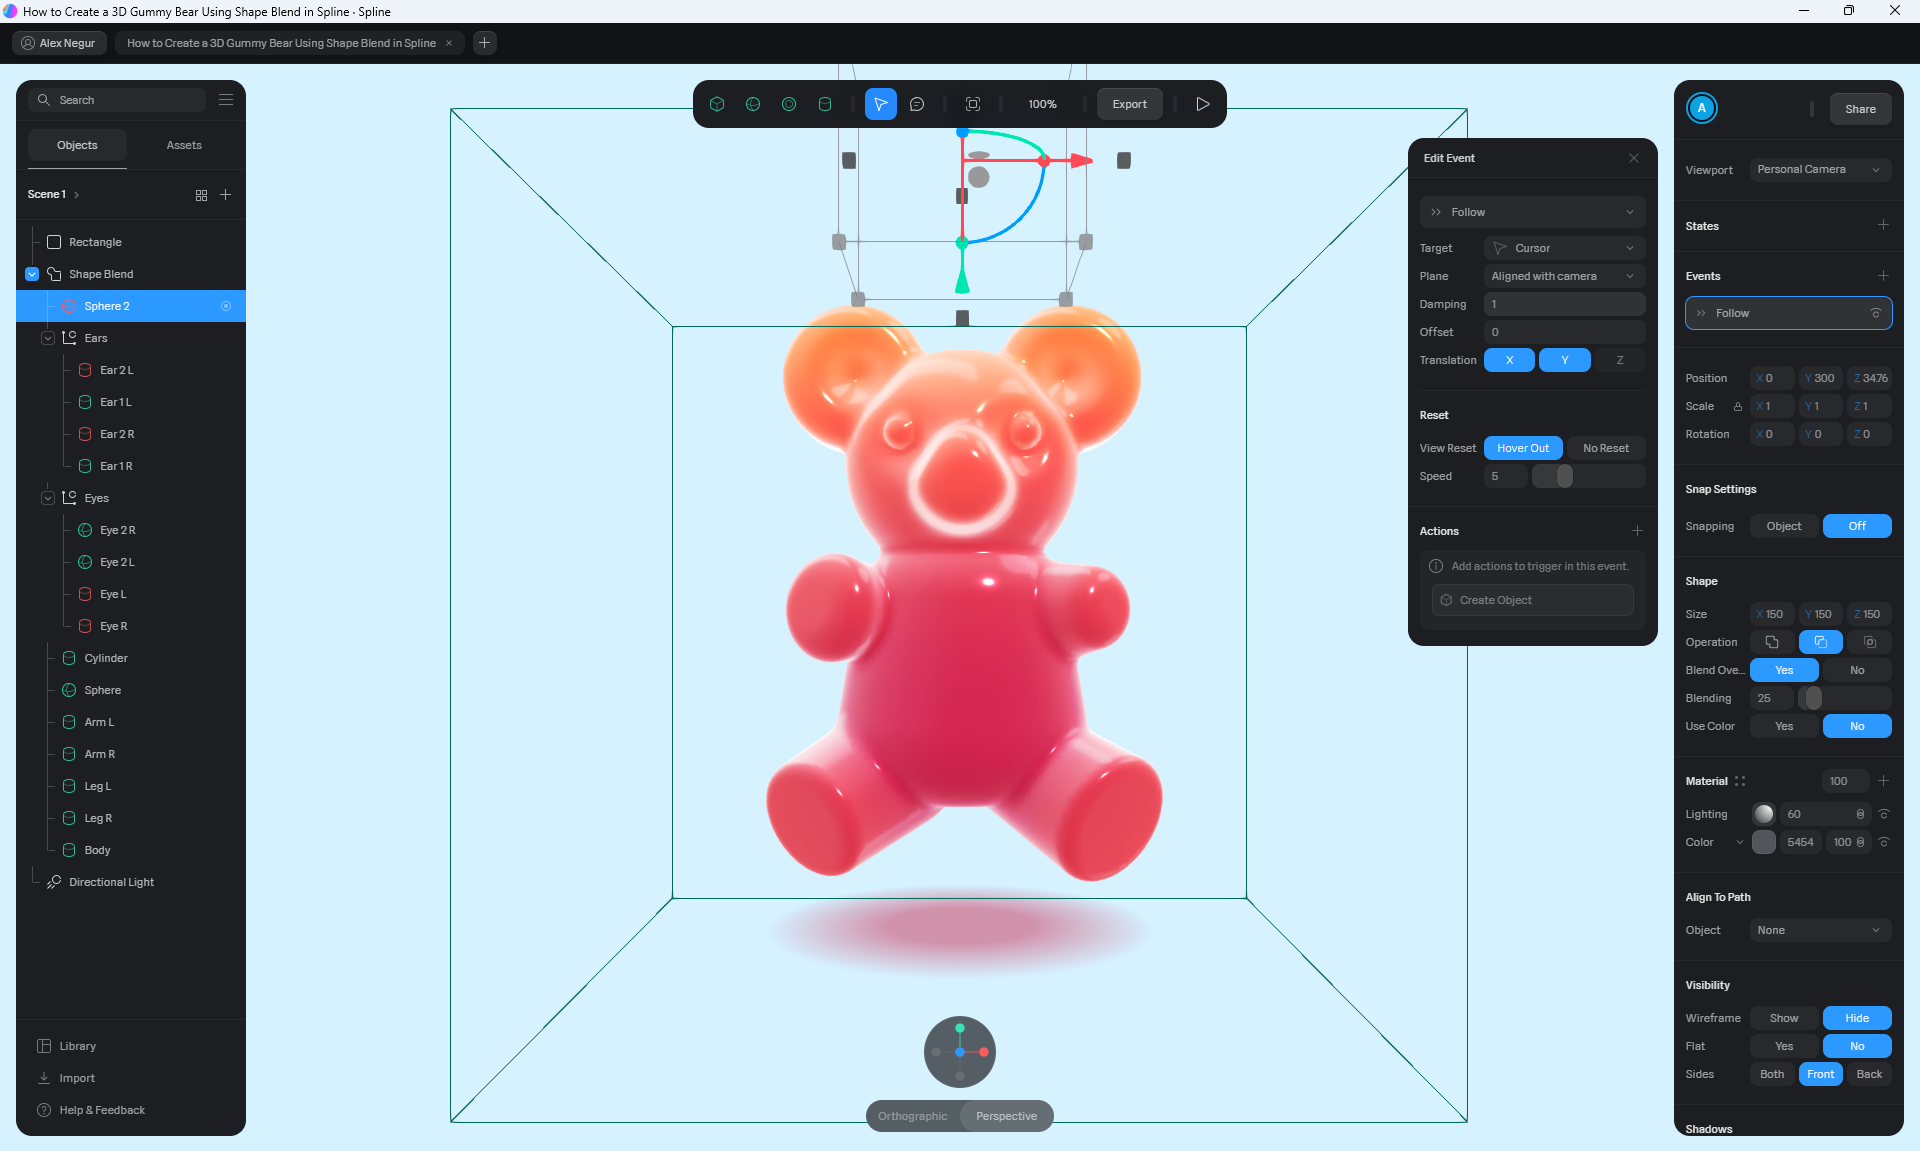 How to Create a 3D Gummy Bear Using Shape Blend in Spline · Spline
Alex Negur
How to Create a 3D Gummy Bear Using Shape Blend in Spline
Search
Objects
Assets
Scene 1
Rectangle
Shape Blend
Sphere 2
Ears
Ear 2 L
Ear 1 L
Ear 2 R
Ear 1 R
Eyes
Eye 2 R
Eye 2 L
Eye L
Eye R
Cylinder
Sphere
Arm L
Arm R
Leg L
Leg R
Body
Directional Light
Library
Import
Help & Feedback
100%
Export
Orthographic
Perspective
Edit Event
Follow
Target Cursor
Plane Aligned with camera
Damping 1
Offset 0
Translation X Y Z
Reset
View Reset Hover Out No Reset
Speed 5
Actions
Add actions to trigger in this event.
Create Object
A
Share
Viewport Personal Camera
States
Events
Follow
Position X 0 Y 300 Z 34.76
Scale X 1 Y 1 Z 1
Rotation X 0 Y 0 Z 0
Snap Settings
Snapping Object Off
Shape
Size X 150 Y 150 Z 150
Operation
Blend Ove... Yes No
Blending 25
Use Color Yes No
Material 100
Lighting 60
Color 5454 100
Align To Path
Object None
Visibility
Wireframe Show Hide
Flat Yes No
Sides Both Front Back
Shadows